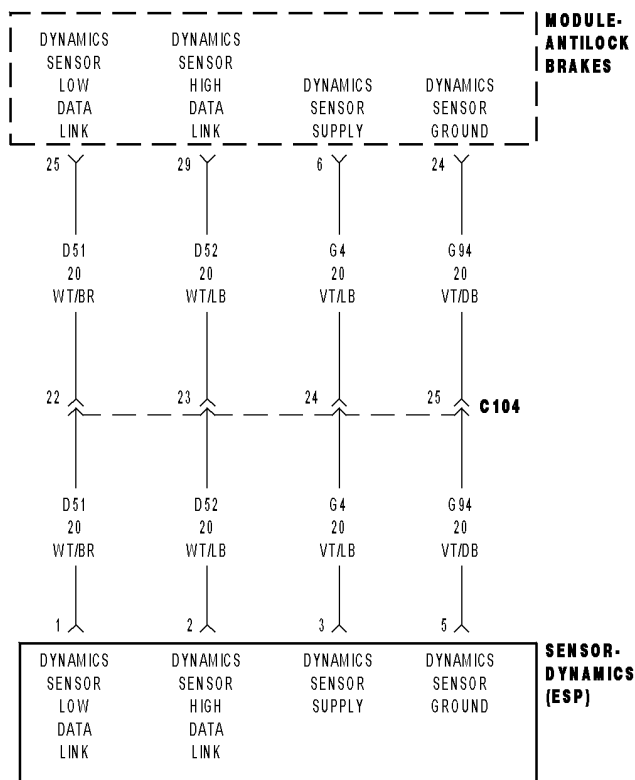 MODULE-
ANTILOCK
BRAKES
DYNAMICS
SENSOR
LOW
DATA
LINK
DYNAMICS
SENSOR
HIGH
DATA
LINK
DYNAMICS
SENSOR
SUPPLY
DYNAMICS
SENSOR
GROUND
25 29 6 24
D51 D52 G4 G94
20 20 20 20
WT/BR WT/LB VT/LB VT/DB
22 23 24 25 C104
D51 D52 G4 G94
20 20 20 20
WT/BR WT/LB VT/LB VT/DB
1 2 3 5
DYNAMICS
SENSOR
LOW
DATA
LINK
DYNAMICS
SENSOR
HIGH
DATA
LINK
DYNAMICS
SENSOR
SUPPLY
DYNAMICS
SENSOR
GROUND
SENSOR-
DYNAMICS
(ESP)